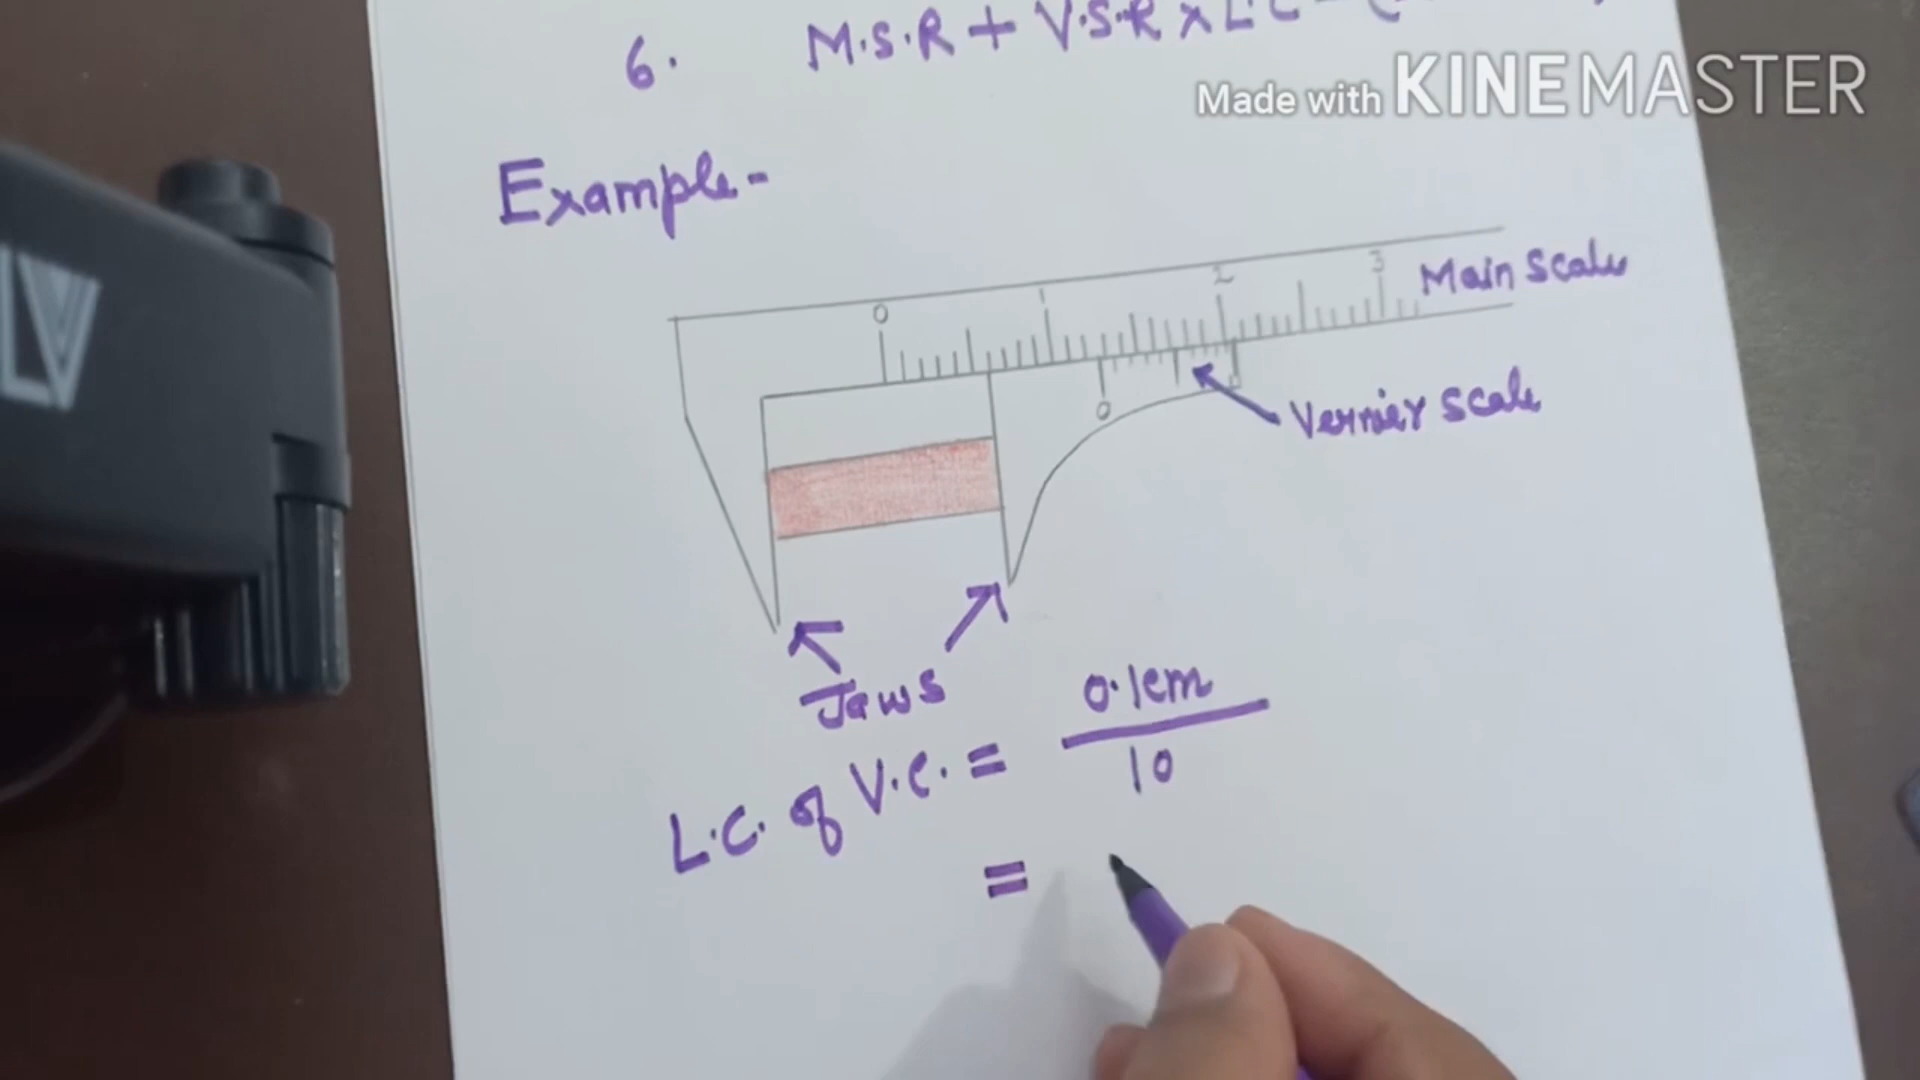 6. M.S.R + V.S.R x L.C
Made with KINEMASTER
Example-
0 1 2 3 Main Scale
0
Vernier scale
Jaws
L.C. of V.C. = 0.1cm
10
=
LV